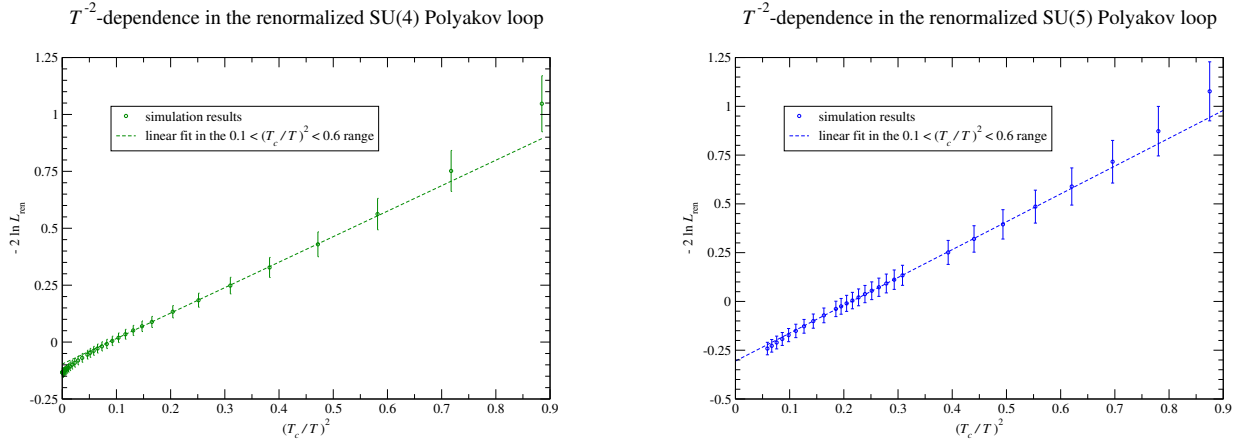 T⁻²-dependence in the renormalized SU(4) Polyakov loop
1.25
1
0.75
0.5
0.25
0
-0.25
- 2 ln L_ren
simulation results
linear fit in the 0.1 < (T_c / T)² < 0.6 range
0 0.1 0.2 0.3 0.4 0.5 0.6 0.7 0.8 0.9
(T_c / T)²
T⁻²-dependence in the renormalized SU(5) Polyakov loop
1.25
1
0.75
0.5
0.25
0
-0.25
-0.5
- 2 ln L_ren
simulation results
linear fit in the 0.1 < (T_c / T)² < 0.6 range
0 0.1 0.2 0.3 0.4 0.5 0.6 0.7 0.8 0.9
(T_c / T)²